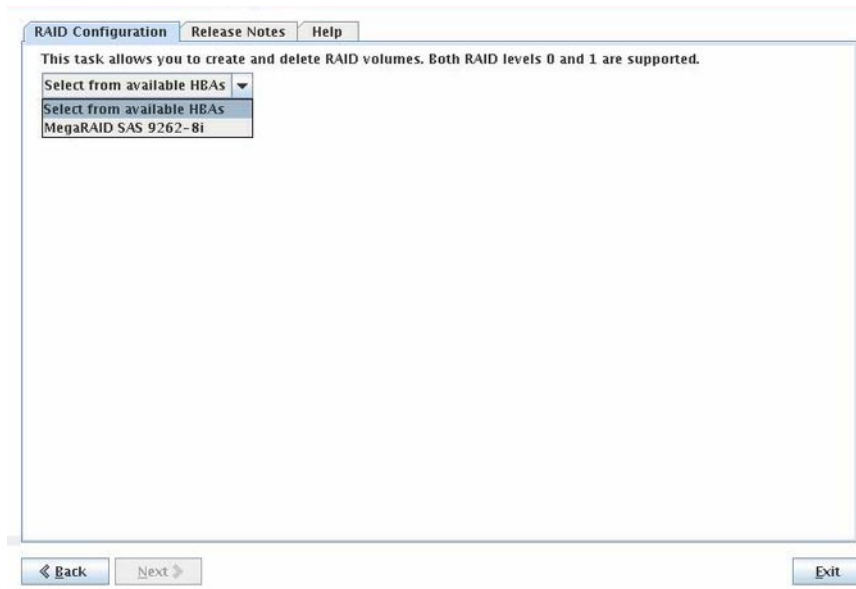 RAID Configuration
Release Notes
Help
This task allows you to create and delete RAID volumes. Both RAID levels 0 and 1 are supported.
Select from available HBAs
Select from available HBAs
MegaRAID SAS 9262-8i
Back
Next
Exit